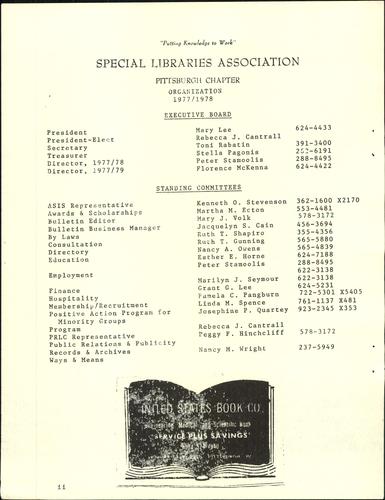 "Putting Knowledge to Work"
SPECIAL LIBRARIES ASSOCIATION
PITTSBURGH CHAPTER
ORGANIZATION
1977/1978
EXECUTIVE BOARD
President Mary Lee 624-4433
President-Elect Rebecca J. Cantrall
Secretary Toni Rabatin 391-3400
Treasurer Stella Pagonis
Director, 1977/78 Peter Stamoolis 288-8495
Director, 1977/79 Florence McKenna 624-4422
STANDING COMMITTEES
ASIS Representative Kenneth O. Stevenson 362-1600 X2170
Awards & Scholarships Martha M. Ecton 553-4481
Bulletin Editor Mary J. Volk 578-3172
Bulletin Business Manager Jacquelyn S. Cain 456-3694
By Laws Ruth T. Shapiro 355-4356
Consultation Ruth T. Gunning 565-5880
Directory Nancy A. Owens 565-4839
Education Esther E. Horne 624-7188
Peter Stamoolis 288-8495
622-3138
Employment Marilyn J. Seymour 622-3138
Finance Grant G. Lee 624-5231
Hospitality Pamela C. Pangburn 722-5301 X5405
Membership/Recruitment Linda M. Spence 761-1137 X481
Positive Action Program for Josephine P. Quartey 923-2345 X353
Minority Groups
Program Rebecca J. Cantrall
PRLC Representative Peggy F. Hinchcliff 578-3172
Public Relations & Publicity
Records & Archives Nancy M. Wright 237-5949
Ways & Means
UNITED STATES BOOK CO.
Medical and Scientific Book
"SERVICE PLUS SAVINGS"
11